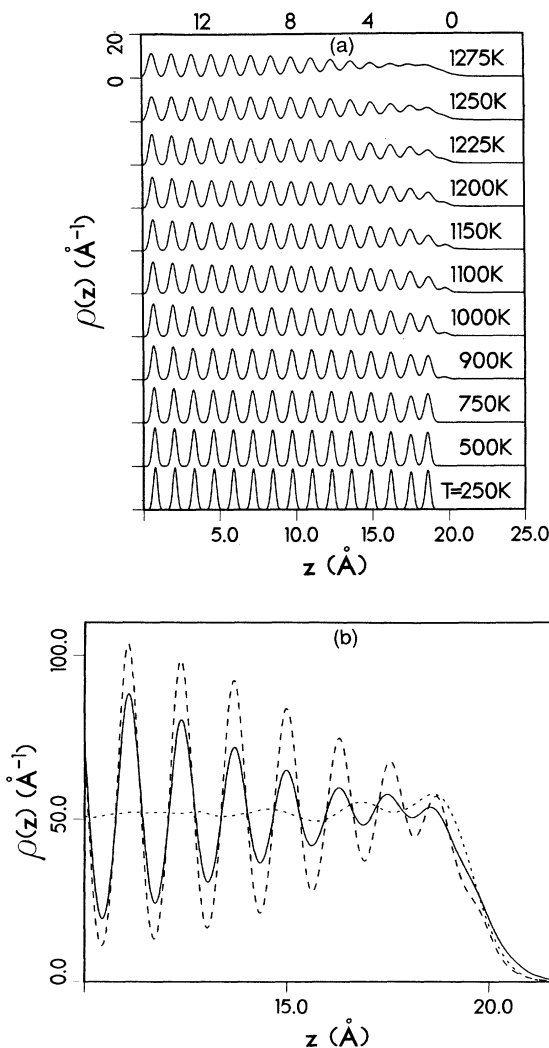 12 8 4 0
(a)
20
0
1275K
1250K
1225K
1200K
1150K
1100K
1000K
900K
750K
500K
T=250K
ρ(z) (Å⁻¹)
5.0 10.0 15.0 20.0 25.0
z (Å)
(b)
100.0
50.0
0.0
ρ(z) (Å⁻¹)
15.0 20.0
z (Å)